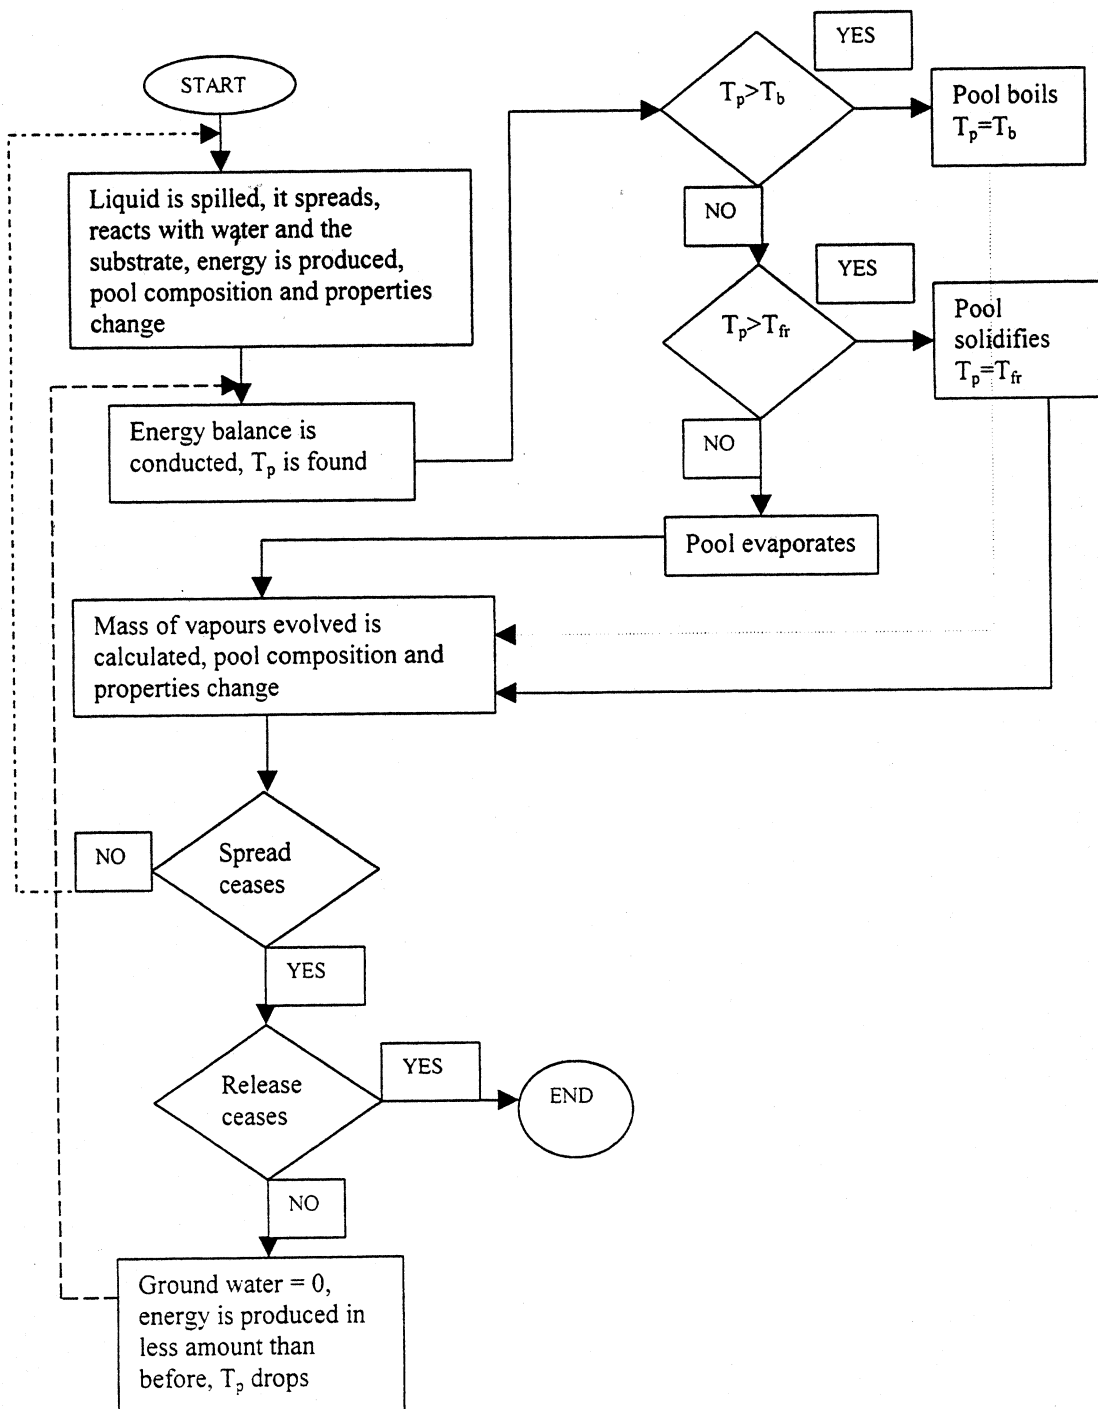 START
Liquid is spilled, it spreads,
reacts with water and the
substrate, energy is produced,
pool composition and properties
change
Energy balance is
conducted, Tp is found
Tp>Tb
YES
Pool boils
Tp=Tb
NO
Tp>Tfr
YES
Pool
solidifies
Tp=Tfr
NO
Pool evaporates
Mass of vapours evolved is
calculated, pool composition and
properties change
Spread
ceases
NO
YES
Release
ceases
YES
END
NO
Ground water = 0,
energy is produced in
less amount than
before, Tp drops